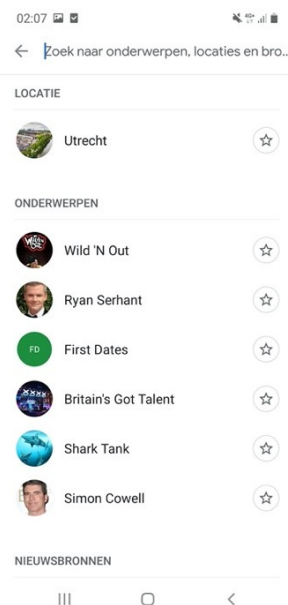 02:07
Zoek naar onderwerpen, locaties en bro..
LOCATIE
Utrecht
ONDERWERPEN
Wild 'N Out
Ryan Serhant
FD
First Dates
Britain's Got Talent
Shark Tank
Simon Cowell
NIEUWSBRONNEN